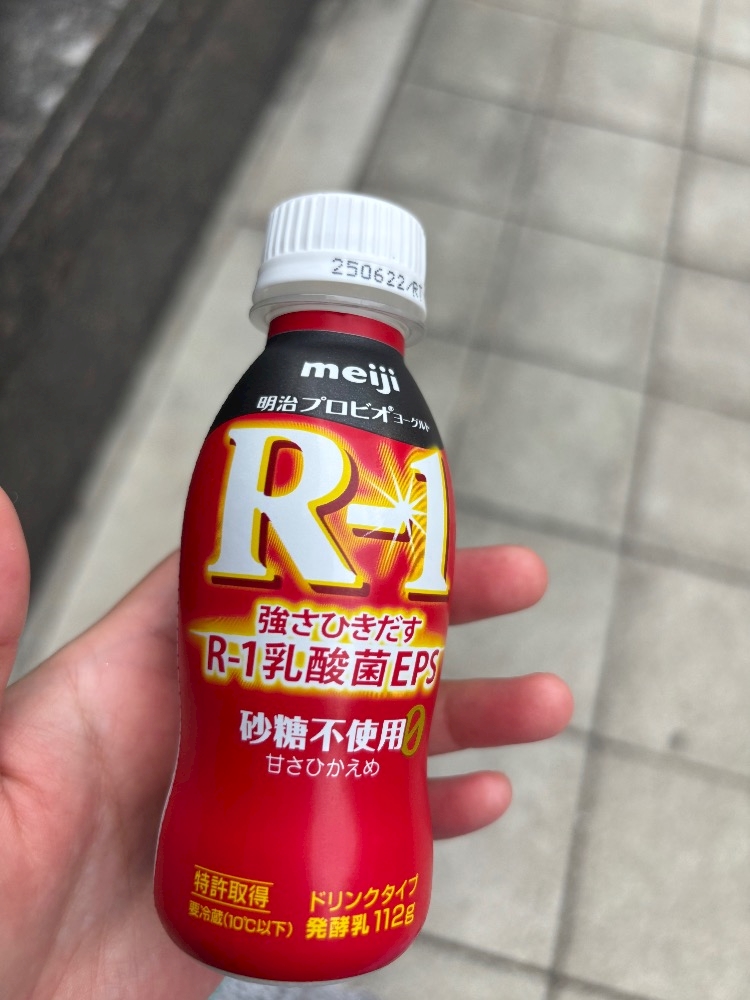 250622/R
meiji
明治プロビオ®ヨーグルト
R-1
強さひきだす
R-1乳酸菌EPS
砂糖不使用0
甘さひかえめ
特許取得
要冷蔵(10℃以下)
ドリンクタイプ
発酵乳112g